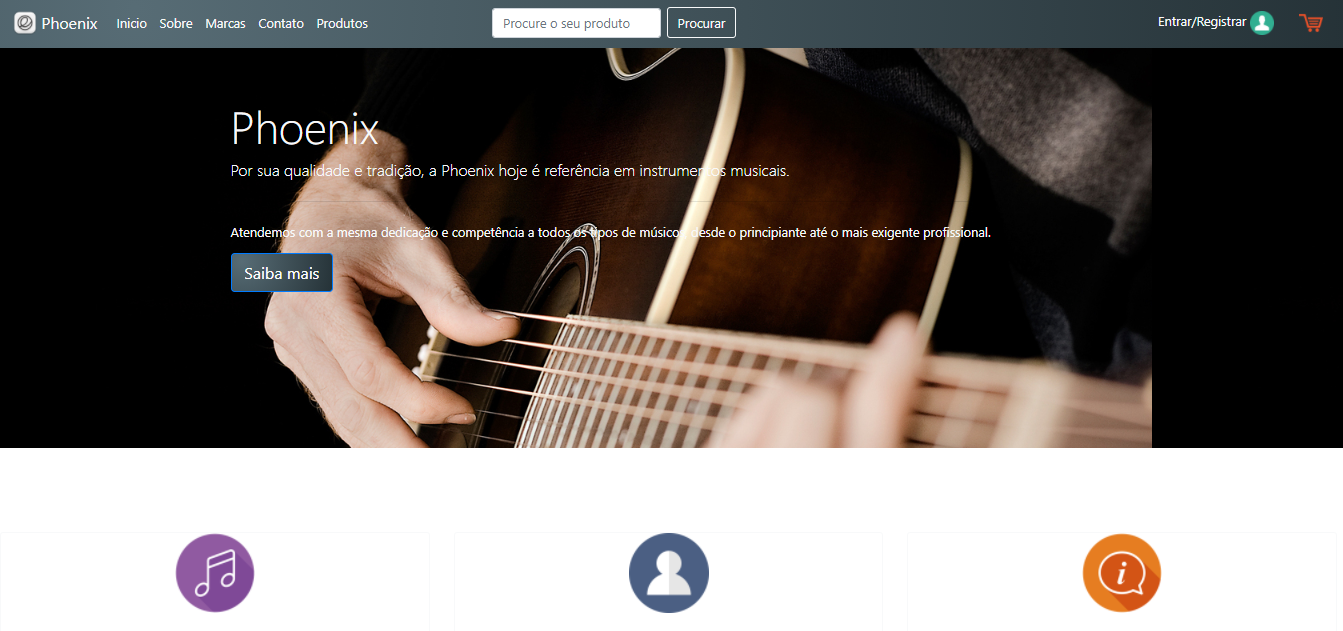 Phoenix Inicio Sobre Marcas Contato Produtos Procure o seu produto Procurar Entrar/Registrar
Phoenix
Por sua qualidade e tradição, a Phoenix hoje é referência em instrumentos musicais.
Atendemos com a mesma dedicação e competência a todos os tipos de músicos, desde o principiante até o mais exigente profissional.
Saiba mais